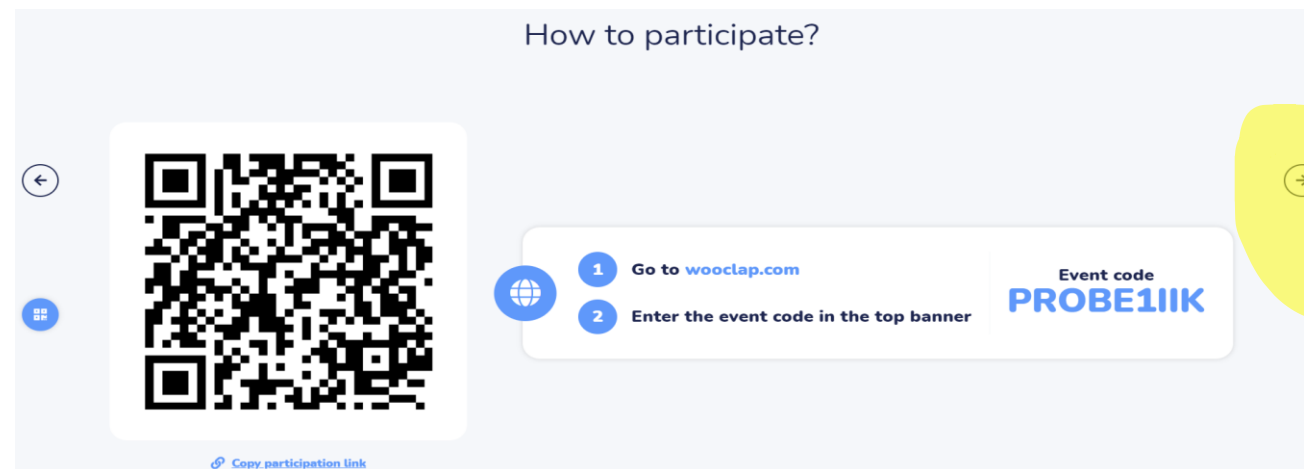 How to participate?
1 Go to wooclap.com
2 Enter the event code in the top banner
Event code
PROBE1IIK
Copy participation link